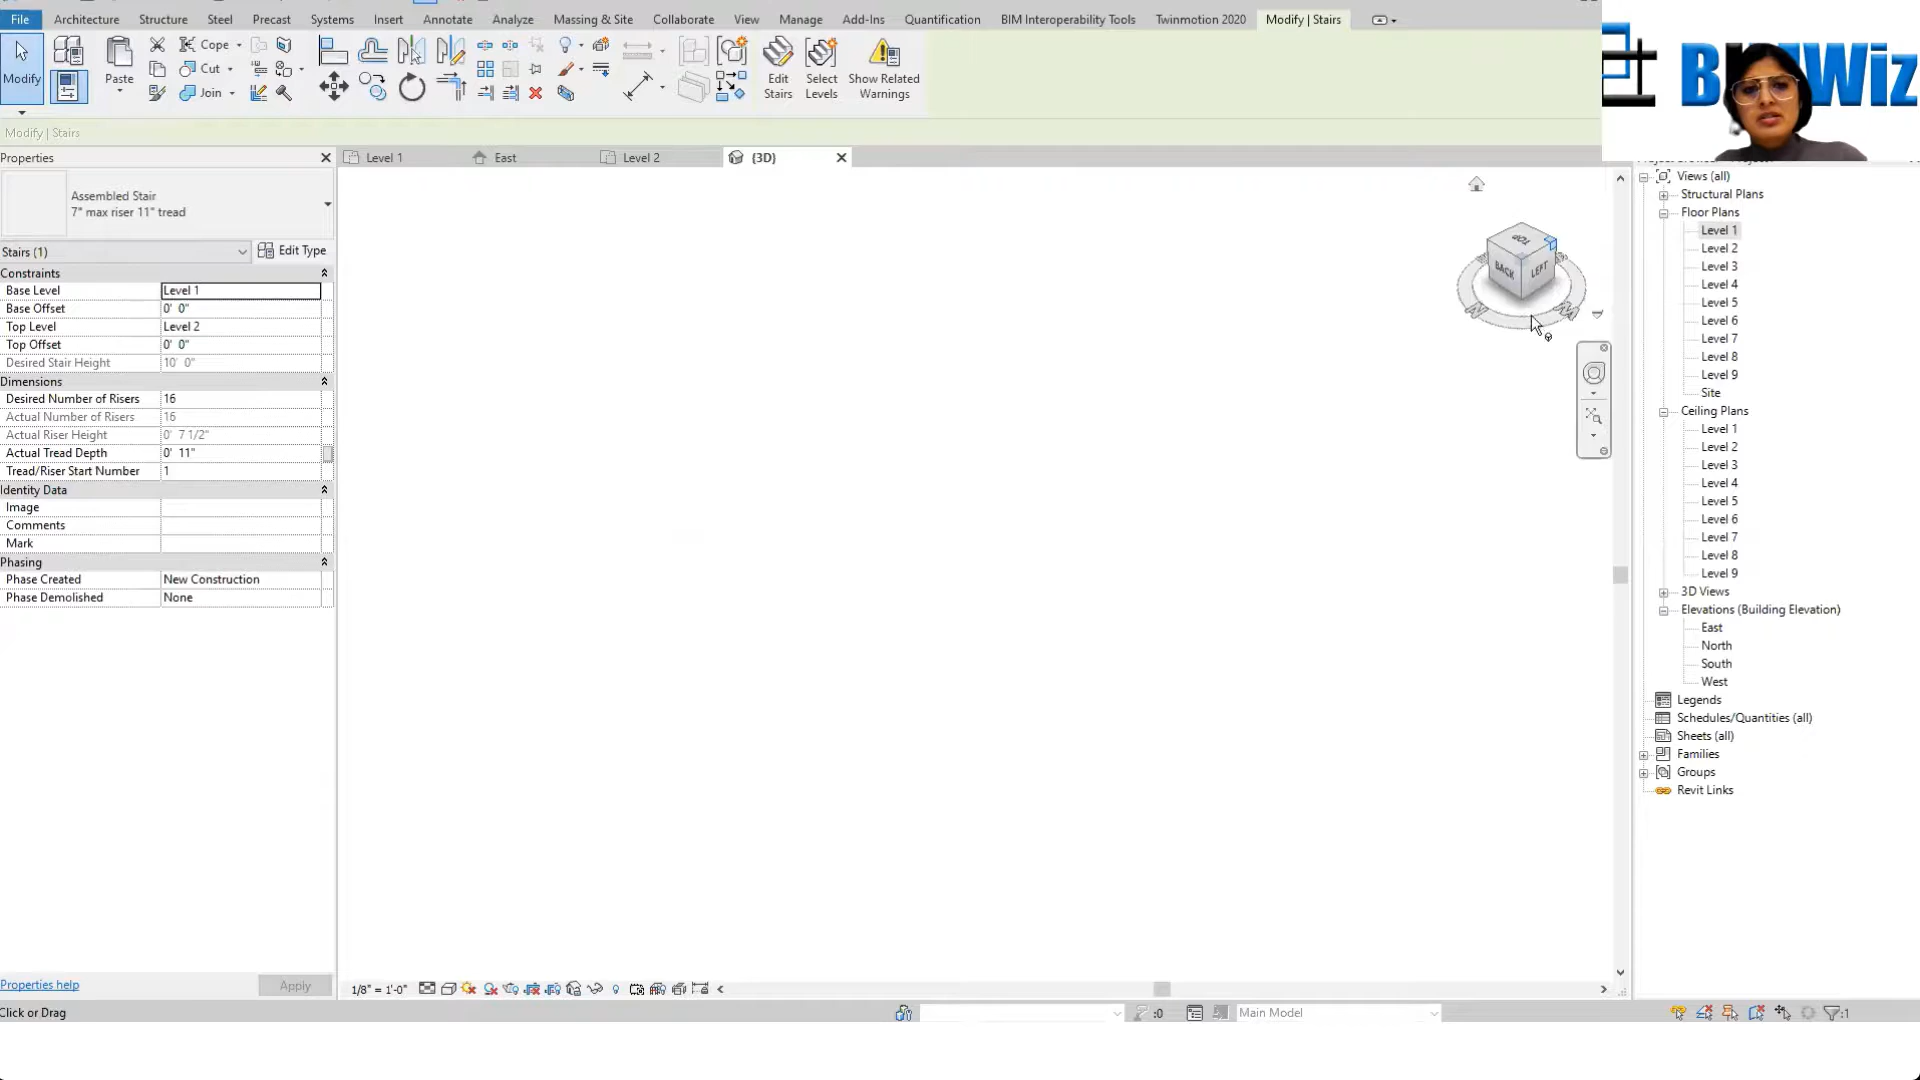 File Architecture Structure Steel Precast Systems Insert Annotate Analyze Massing & Site Collaborate View Manage Add-Ins Quantification BIM Interoperability Tools Twinmotion 2020 Modify | Stairs
Modify Paste Cope Cut Join Edit Stairs Select Levels Show Related Warnings
Modify | Stairs
Properties
Level 1 East Level 2 {3D}
Assembled Stair
7" max riser 11" tread
Stairs (1) Edit Type
Constraints
Base Level Level 1
Base Offset 0' 0"
Top Level Level 2
Top Offset 0' 0"
Desired Stair Height 10' 0"
Dimensions
Desired Number of Risers 16
Actual Number of Risers 16
Actual Riser Height 0' 7 1/2"
Actual Tread Depth 0' 11"
Tread/Riser Start Number 1
Identity Data
Image
Comments
Mark
Phasing
Phase Created New Construction
Phase Demolished None
Properties help Apply
TOP
BACK LEFT
Views (all)
Structural Plans
Floor Plans
Level 1
Level 2
Level 3
Level 4
Level 5
Level 6
Level 7
Level 8
Level 9
Site
Ceiling Plans
Level 1
Level 2
Level 3
Level 4
Level 5
Level 6
Level 7
Level 8
Level 9
3D Views
Elevations (Building Elevation)
East
North
South
West
Legends
Schedules/Quantities (all)
Sheets (all)
Families
Groups
Revit Links
1/8" = 1'-0"
Click or Drag :0 Main Model :1